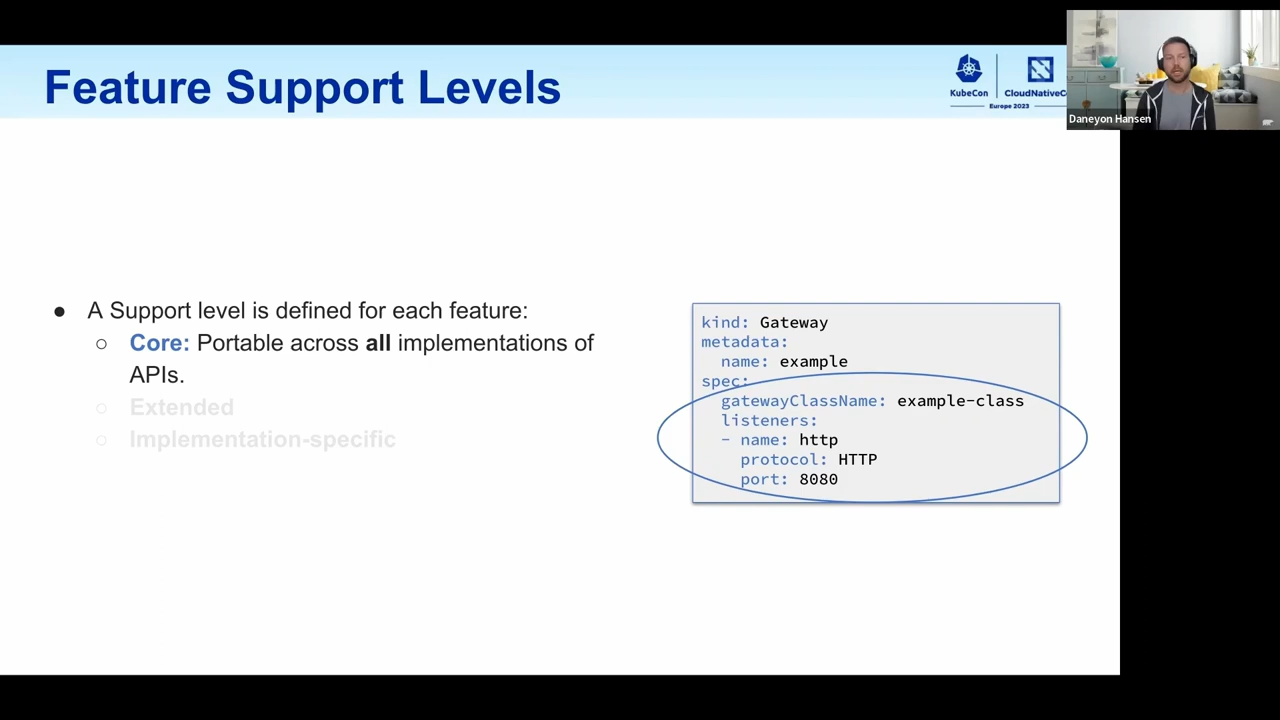 Feature Support Levels
KubeCon
CloudNativeC
Europe 2023
Daneyon Hansen
● A Support level is defined for each feature:
○ Core: Portable across all implementations of
APIs.
○ Extended
○ Implementation-specific
kind: Gateway
metadata:
  name: example
spec:
  gatewayClassName: example-class
  listeners:
  - name: http
    protocol: HTTP
    port: 8080